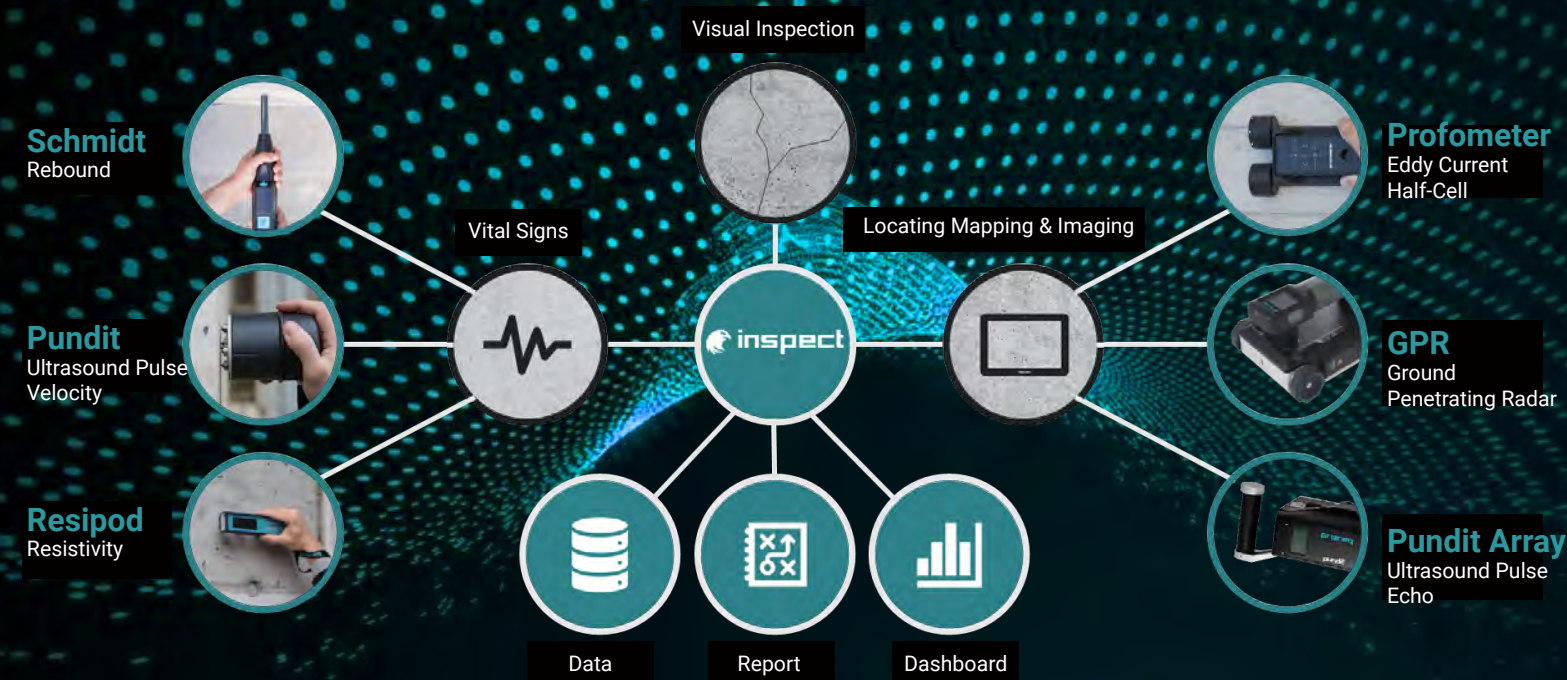 Visual Inspection
Schmidt
Rebound
Profometer
Eddy Current
Half-Cell
Vital Signs
Locating Mapping & Imaging
inspect
Pundit
Ultrasound Pulse
Velocity
GPR
Ground
Penetrating Radar
Resipod
Resistivity
Pundit Array
Ultrasound Pulse
Echo
pundit
Data
Report
Dashboard